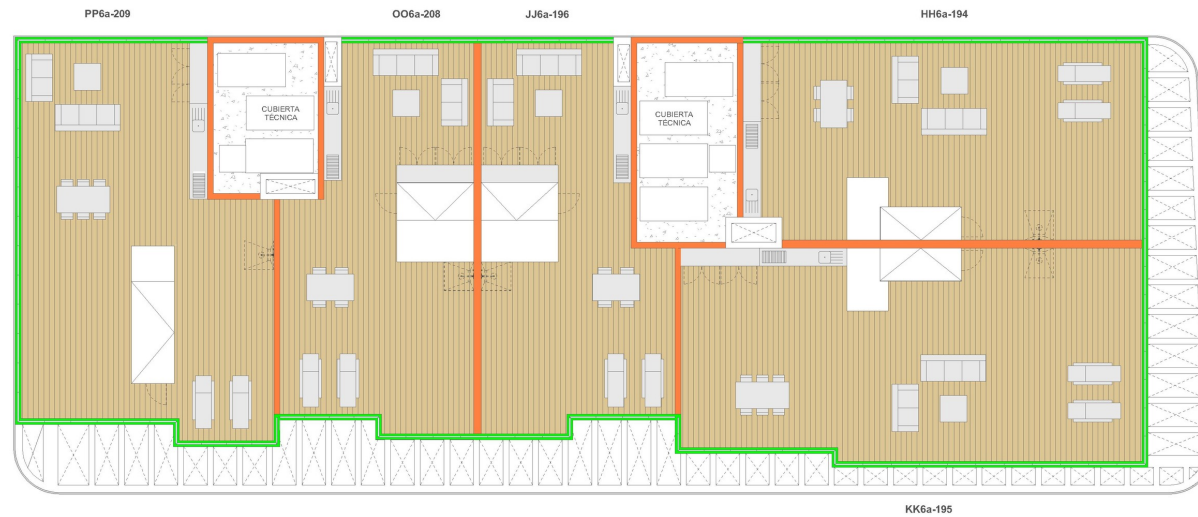 PP6a-209
OO6a-208
JJ6a-196
HH6a-194
CUBIERTA
TÉCNICA
CUBIERTA
TÉCNICA
KK6a-195